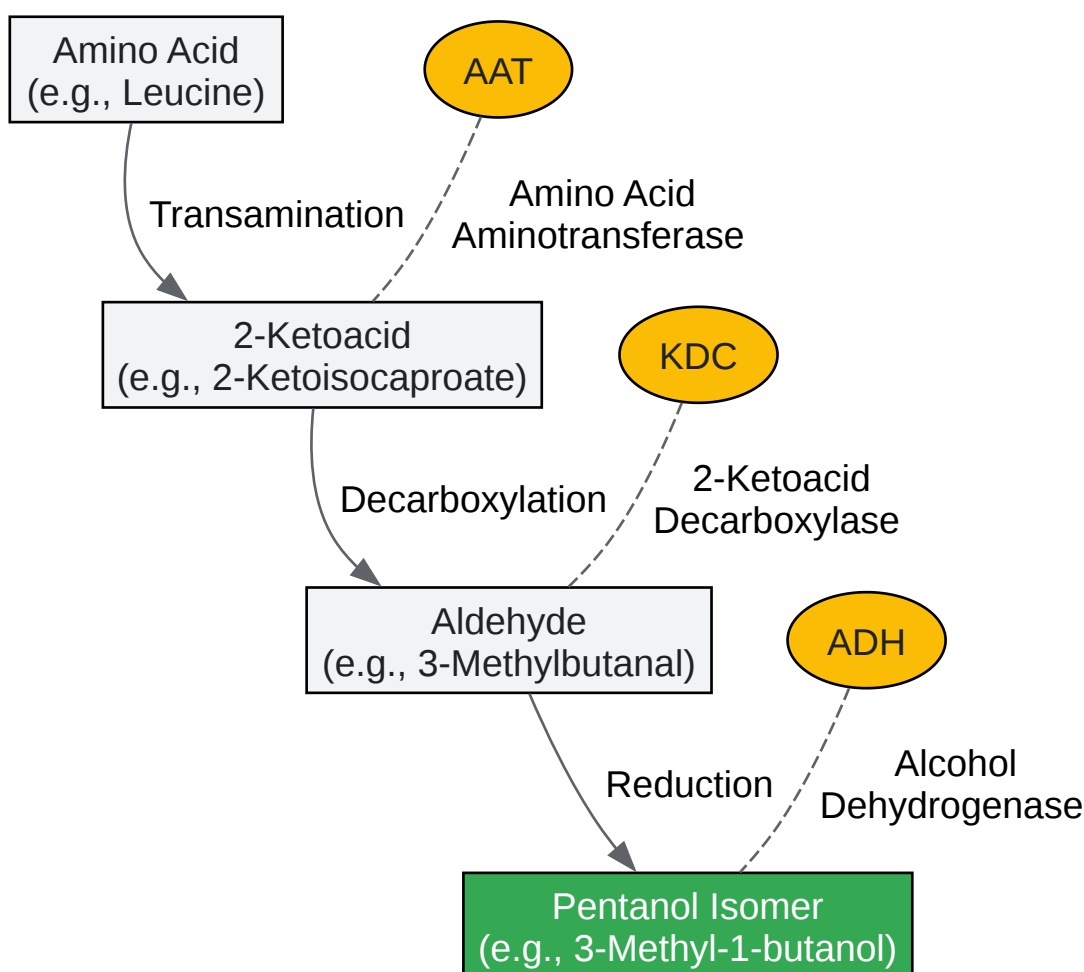 Amino Acid
(e.g., Leucine)
AAT
Transamination
Amino Acid
Aminotransferase
2-Ketoacid
(e.g., 2-Ketoisocaproate)
KDC
Decarboxylation
2-Ketoacid
Decarboxylase
Aldehyde
(e.g., 3-Methylbutanal)
ADH
Reduction
Alcohol
Dehydrogenase
Pentanol Isomer
(e.g., 3-Methyl-1-butanol)